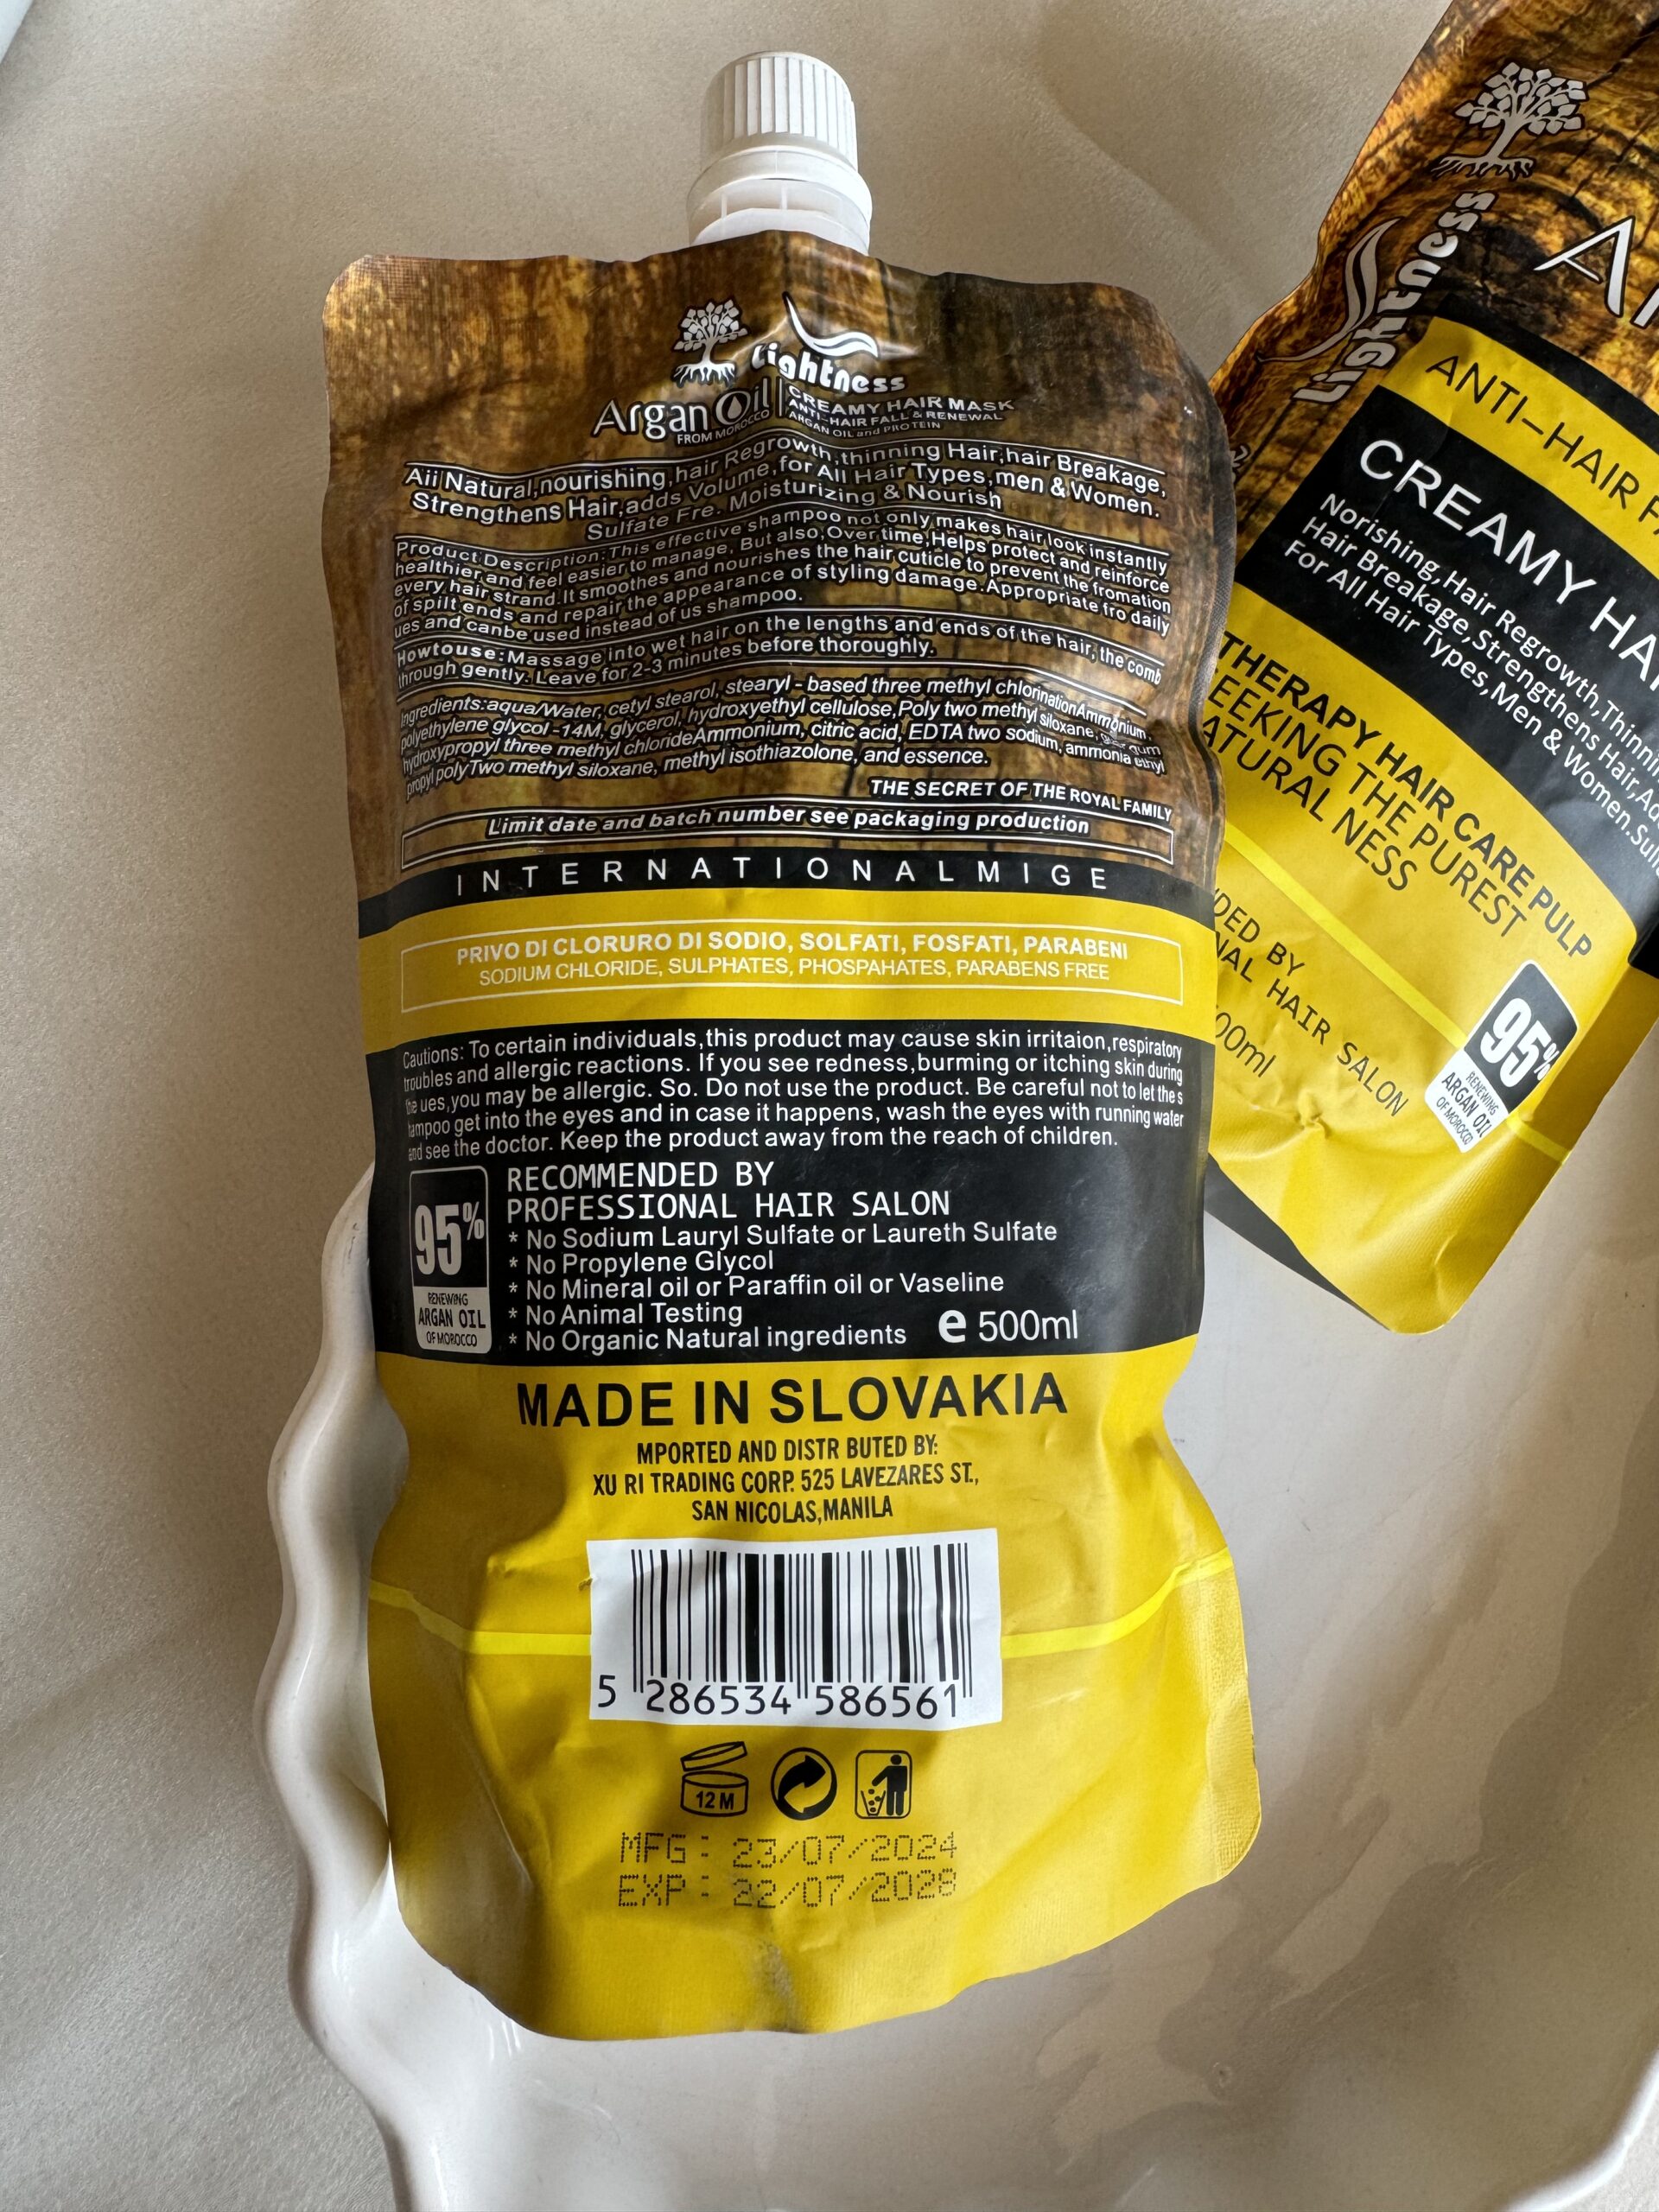 Lightness
Argan Oil
FROM MOROCCO
CREAMY HAIR MASK
ANTI-HAIR FALL & RENEWAL
ARGAN OIL and PROTEIN
Aii Natural,nourishing,hair Regrowth,thinning Hair,hair Breakage,
Strengthens Hair,adds Volume,for All Hair Types,men & Women.
Sulfate Fre. Moisturizing & Nourish
Product Description:This effective shampoo not only makes hair look instantly
healthier and feel easier to manage, But also,Over time,Helps protect and reinforce
every hair strand.It smoothes and nourishes the hair cuticle to prevent the fromation
of spilt ends and repair the appearance of styling damage.Appropriate fro daily
ues and canbe used instead of us shampoo.
Howtouse:Massage into wet hair on the lengths and ends of the hair, the comb
through gently. Leave for 2-3 minutes before thoroughly.
Ingredients:aqua/Water, cetyl stearol, stearyl - based three methyl chlorinationAmmonium,
polyethylene glycol -14M, glycerol, hydroxyethyl cellulose,Poly two methyl siloxane, guar gum
hydroxypropyl three methyl chlorideAmmonium, citric acid, EDTA two sodium, ammonia ethyl
propyl polyTwo methyl siloxane, methyl isothiazolone, and essence.
THE SECRET OF THE ROYAL FAMILY
Limit date and batch number see packaging production
INTERNATIONALMIGE
PRIVO DI CLORURO DI SODIO, SOLFATI, FOSFATI, PARABENI
SODIUM CHLORIDE, SULPHATES, PHOSPAHATES, PARABENS FREE
Cautions: To certain individuals,this product may cause skin irritaion,respiratory
troubles and allergic reactions. If you see redness,burming or itching skin during
the ues,you may be allergic. So. Do not use the product. Be careful not to let the s
hampoo get into the eyes and in case it happens, wash the eyes with running water
and see the doctor. Keep the product away from the reach of children.
95%
RENEWING
ARGAN OIL
OF MOROCCO
RECOMMENDED BY
PROFESSIONAL HAIR SALON
* No Sodium Lauryl Sulfate or Laureth Sulfate
* No Propylene Glycol
* No Mineral oil or Paraffin oil or Vaseline
* No Animal Testing
* No Organic Natural ingredients
e 500ml
MADE IN SLOVAKIA
MPORTED AND DISTR BUTED BY:
XU RI TRADING CORP. 525 LAVEZARES ST.,
SAN NICOLAS,MANILA
5 286534 586561
12 M
MFG: 23/07/2024
EXP: 22/07/2028
Lightness
ANTI-HAIR
CREAMY
Norishing,Hair Regrowth,
Hair Breakage,Strengthens Hair,
For All Hair Types,Men & Women.
THERAPY HAIR CARE PULP
THE PUREST
NESS
BY
HAIR SALON
95%
RENEWING
ARGAN OIL
OF MOROCCO